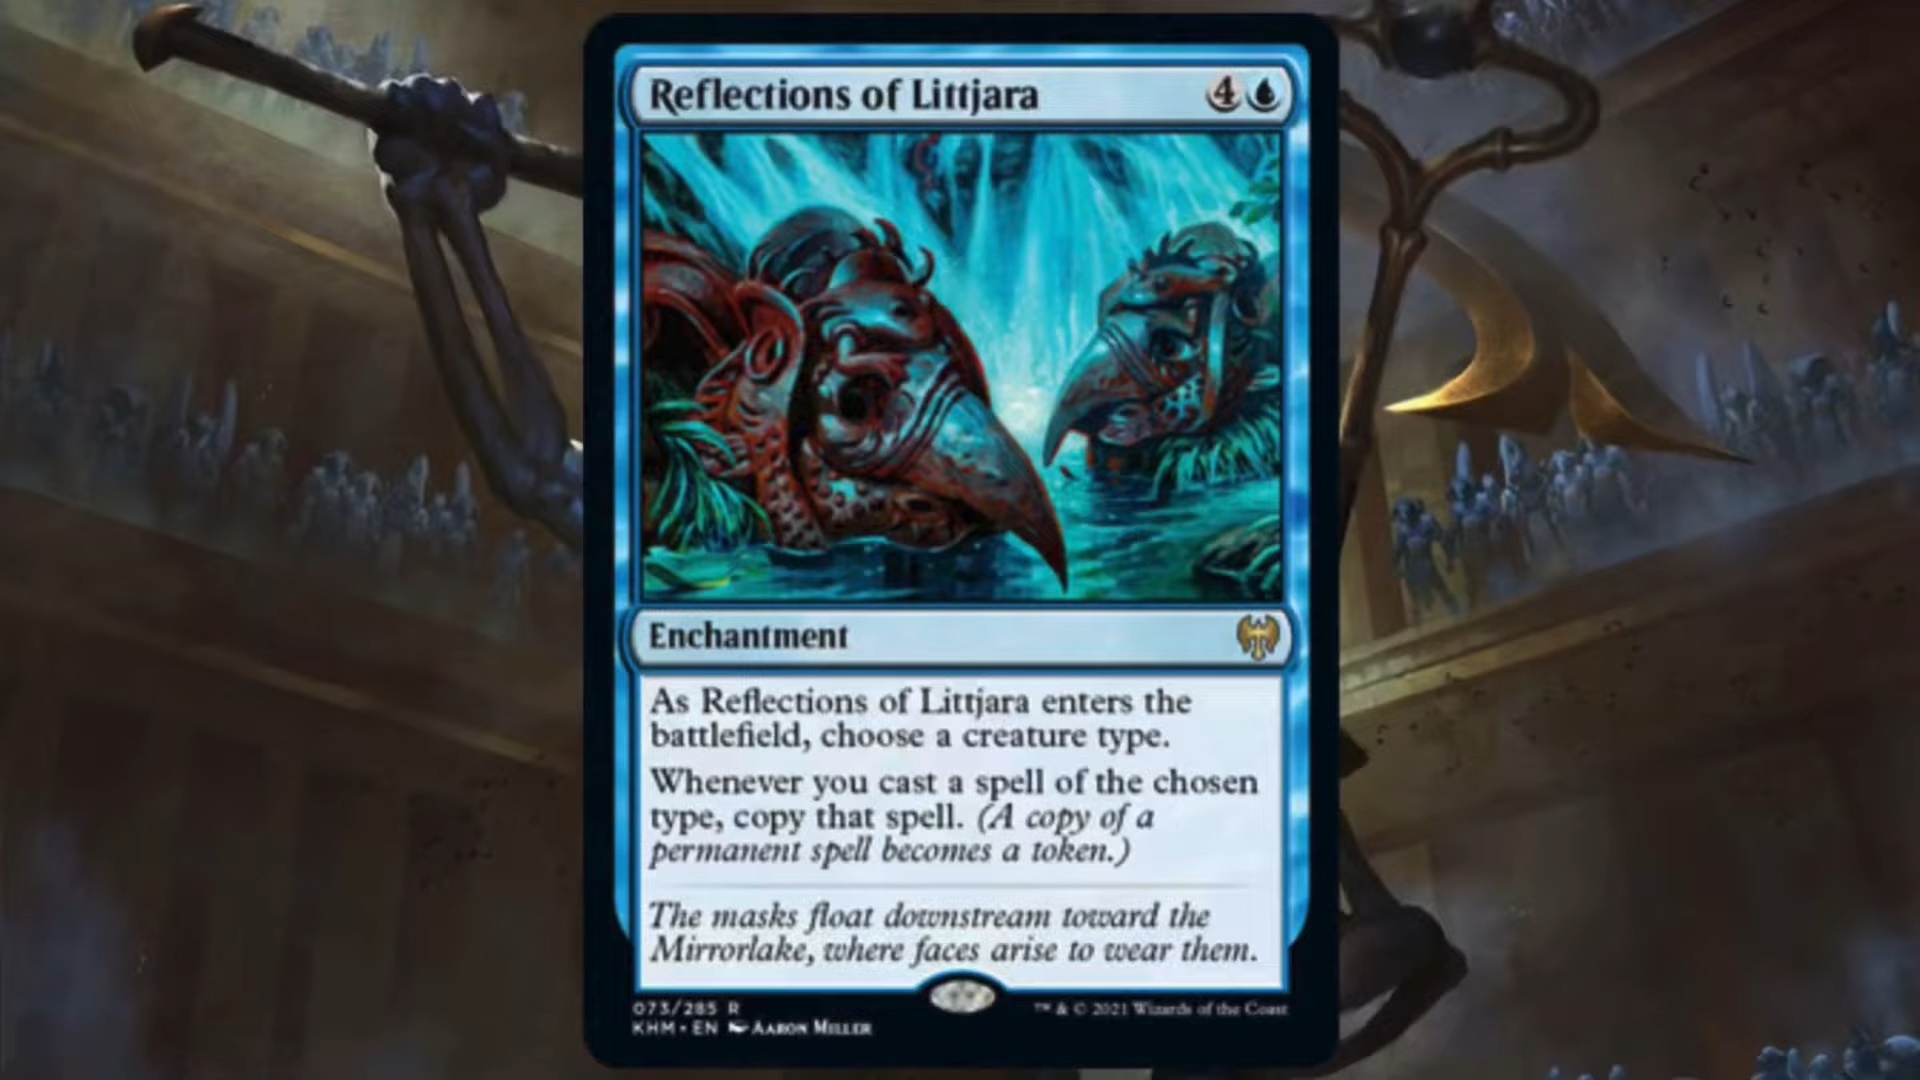 Reflections of Littjara
4
Enchantment
As Reflections of Littjara enters the
battlefield, choose a creature type.
Whenever you cast a spell of the chosen
type, copy that spell. (A copy of a
permanent spell becomes a token.)
The masks float downstream toward the
Mirrorlake, where faces arise to wear them.
073/285 R
™ & © 2021 Wizards of the Coast
KHM • EN AARON MILLER